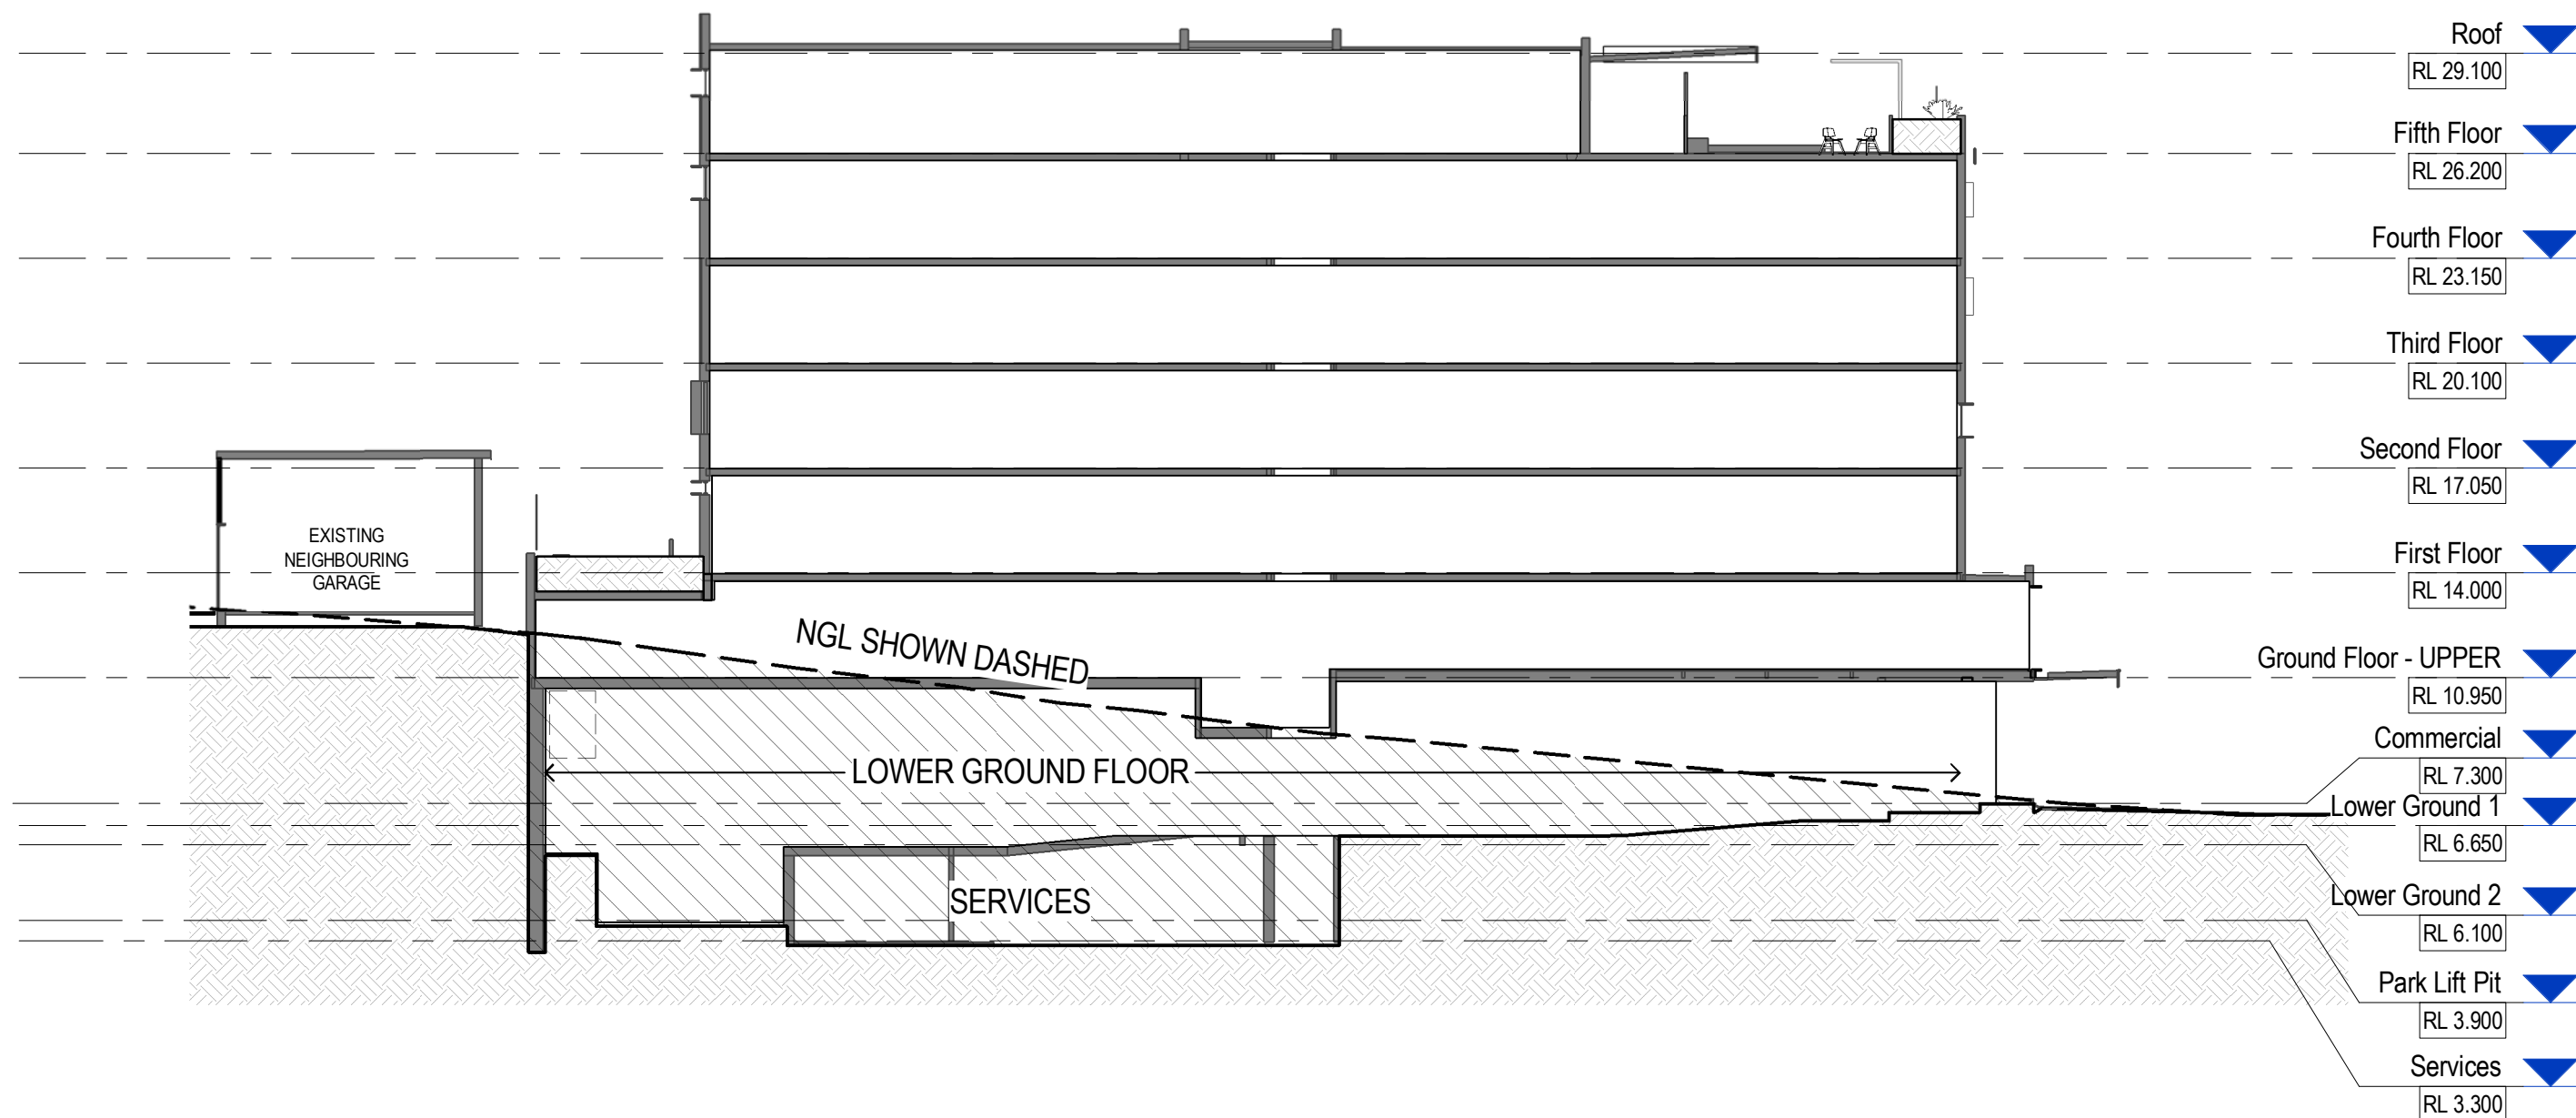 Roof
RL 29.100
Fifth Floor
RL 26.200
Fourth Floor
RL 23.150
Third Floor
RL 20.100
Second Floor
RL 17.050
EXISTING
NEIGHBOURING
GARAGE
First Floor
RL 14.000
NGL SHOWN DASHED
Ground Floor - UPPER
RL 10.950
Commercial
RL 7.300
LOWER GROUND FLOOR
Lower Ground 1
RL 6.650
SERVICES
Lower Ground 2
RL 6.100
Park Lift Pit
RL 3.900
Services
RL 3.300